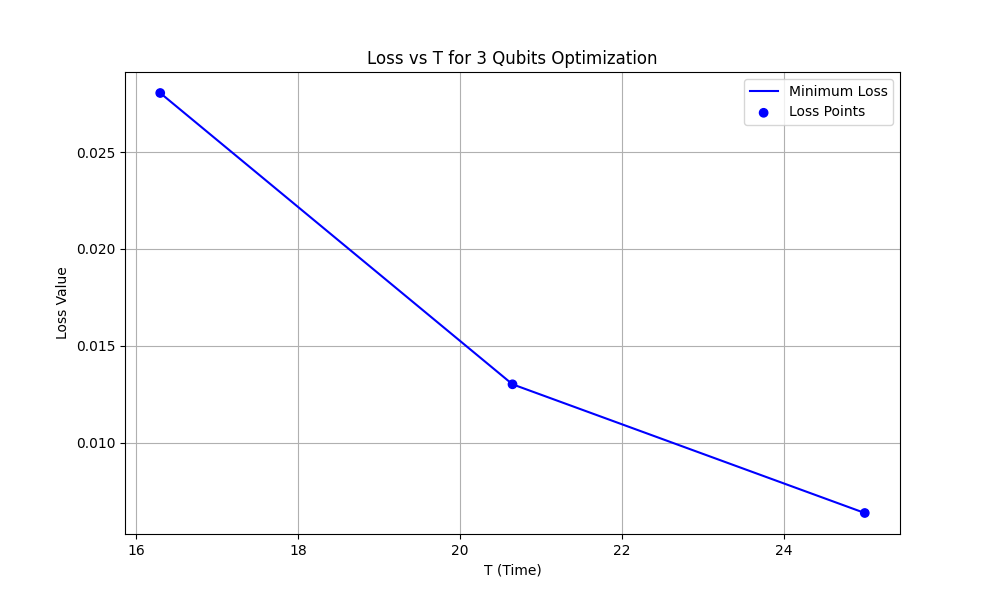 Loss vs T for 3 Qubits Optimization
Minimum Loss
Loss Points
0.025
0.020
0.015
0.010
Loss Value
16 18 20 22 24
T (Time)